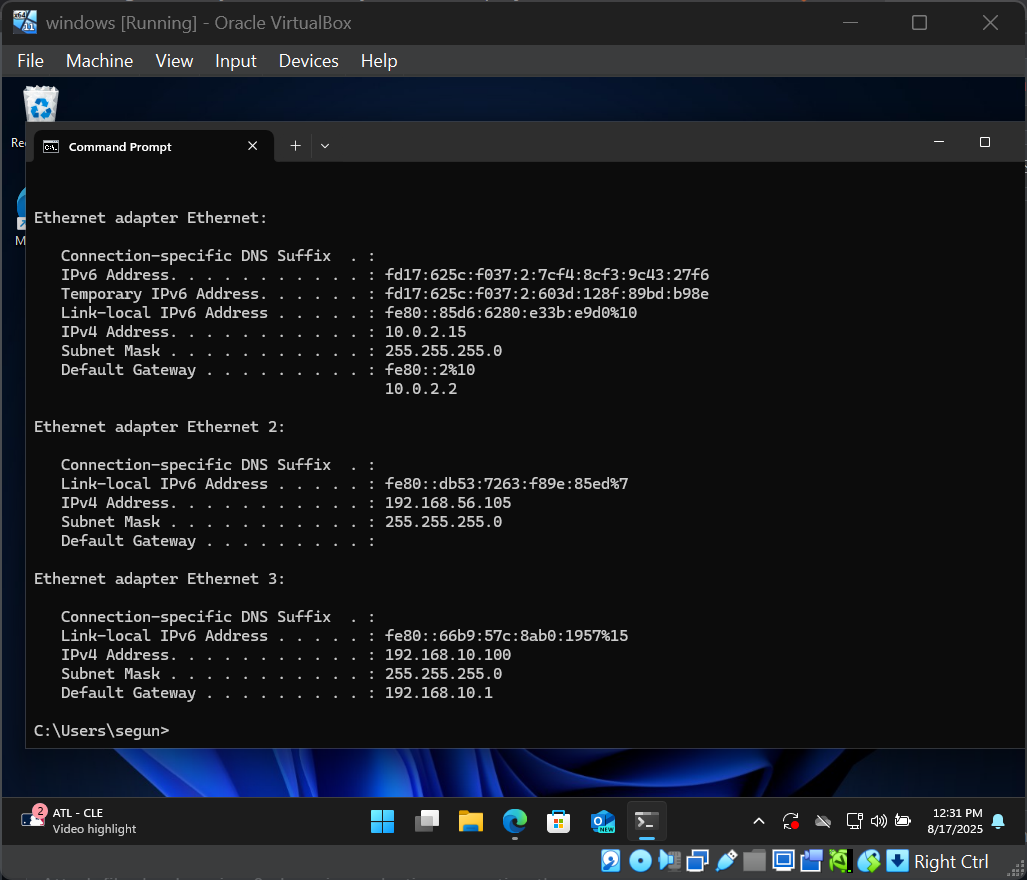 windows [Running] - Oracle VirtualBox
File Machine View Input Devices Help
Command Prompt
Ethernet adapter Ethernet:
Connection-specific DNS Suffix . :
IPv6 Address. . . . . . . . . . . : fd17:625c:f037:2:7cf4:8cf3:9c43:27f6
Temporary IPv6 Address. . . . . . : fd17:625c:f037:2:603d:128f:89bd:b98e
Link-local IPv6 Address . . . . . : fe80::85d6:6280:e33b:e9d0%10
IPv4 Address. . . . . . . . . . . : 10.0.2.15
Subnet Mask . . . . . . . . . . . : 255.255.255.0
Default Gateway . . . . . . . . . : fe80::2%10
10.0.2.2
Ethernet adapter Ethernet 2:
Connection-specific DNS Suffix . :
Link-local IPv6 Address . . . . . : fe80::db53:7263:f89e:85ed%7
IPv4 Address. . . . . . . . . . . : 192.168.56.105
Subnet Mask . . . . . . . . . . . : 255.255.255.0
Default Gateway . . . . . . . . . :
Ethernet adapter Ethernet 3:
Connection-specific DNS Suffix . :
Link-local IPv6 Address . . . . . : fe80::66b9:57c:8ab0:1957%15
IPv4 Address. . . . . . . . . . . : 192.168.10.100
Subnet Mask . . . . . . . . . . . : 255.255.255.0
Default Gateway . . . . . . . . . : 192.168.10.1
C:\Users\segun>
2
ATL - CLE
Video highlight
12:31 PM
8/17/2025
Right Ctrl